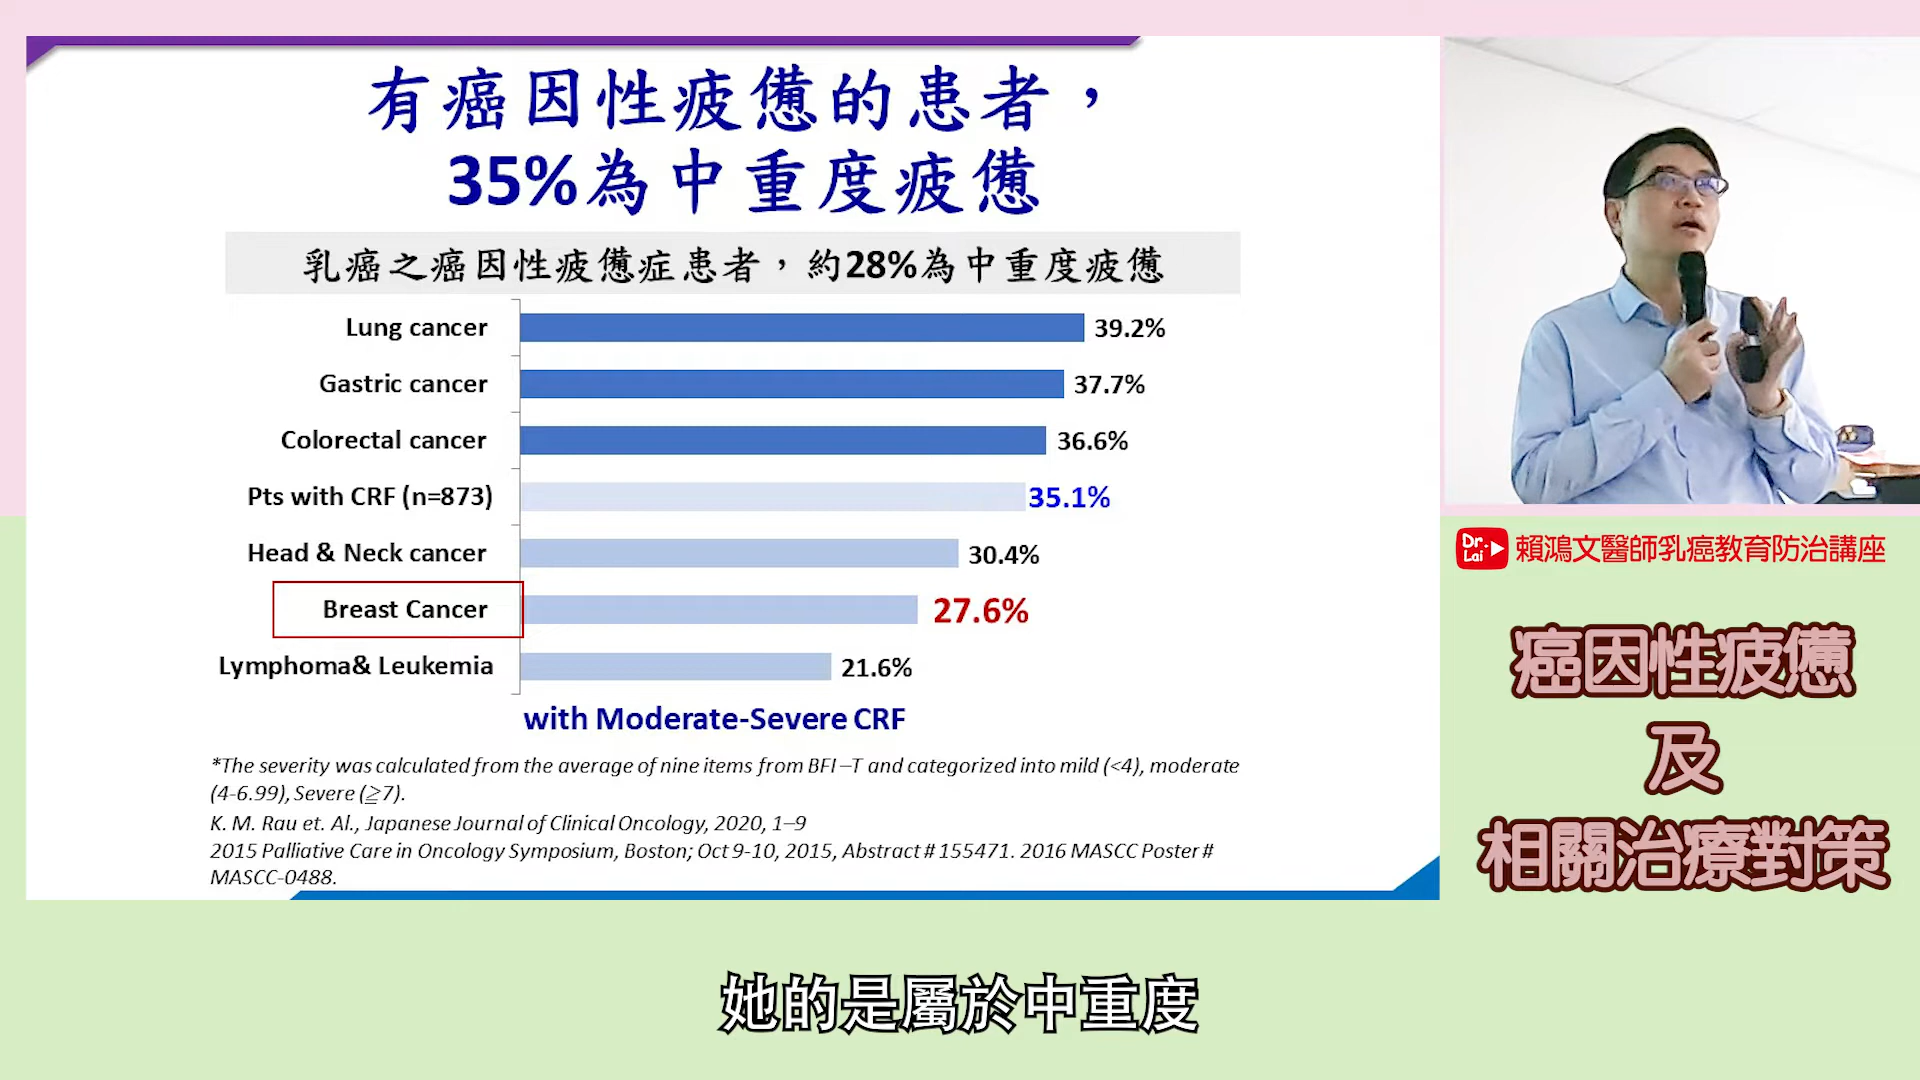 有癌因性疲憊的患者，
35%為中重度疲憊
乳癌之癌因性疲憊症患者，約28%為中重度疲憊
Lung cancer 39.2%
Gastric cancer 37.7%
Colorectal cancer 36.6%
Pts with CRF (n=873) 35.1%
Head & Neck cancer 30.4%
Breast Cancer 27.6%
Lymphoma& Leukemia 21.6%
with Moderate-Severe CRF
*The severity was calculated from the average of nine items from BFI–T and categorized into mild (<4), moderate
(4-6.99), Severe (≧7).
K. M. Rau et. Al., Japanese Journal of Clinical Oncology, 2020, 1–9
2015 Palliative Care in Oncology Symposium, Boston; Oct 9-10, 2015, Abstract # 155471. 2016 MASCC Poster #
MASCC-0488.
Dr. Lai 賴鴻文醫師乳癌教育防治講座
癌因性疲憊
及
相關治療對策
她的是屬於中重度